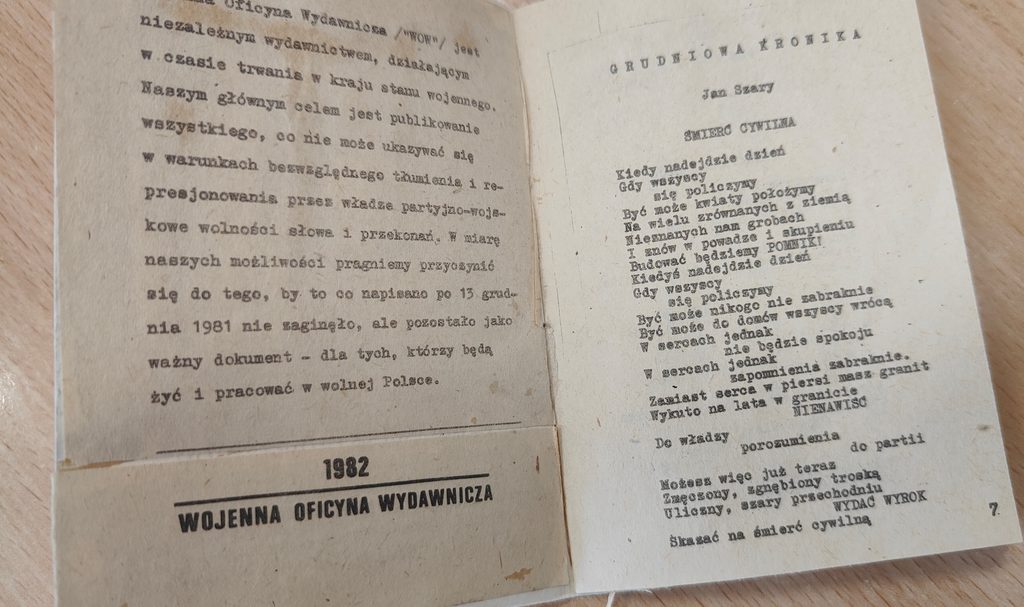 Oficyna Wydawnicza /"WOW"/ jest
niezależnym wydawnictwem, działającym
w czasie trwania w kraju stanu wojennego.
Naszym głównym celem jest publikowanie
wszystkiego, co nie może ukazywać się
w warunkach bezwzględnego tłumienia i re-
presjonowania przez władze partyjno-wojs-
kowe wolności słowa i przekonań. W miarę
naszych możliwości pragniemy przyczynić
się do tego, by to co napisano po 13 grud-
nia 1981 nie zaginęło, ale pozostało jako
ważny dokument - dla tych, którzy będą
żyć i pracować w wolnej Polsce.
1982
WOJENNA OFICYNA WYDAWNICZA
GRUDNIOWA KRONIKA
Jan Szary
ŚMIERĆ CYWILNA
Kiedy nadejdzie dzień
Gdy wszyscy
się policzymy
Być może kwiaty położymy
Na wielu zrównanych z ziemią
Nieznanych nam grobach
I znów w powadze i skupieniu
Budować będziemy POMNIK!
Kiedyś nadejdzie dzień
Gdy wszyscy
się policzymy
Być może nikogo nie zabraknie
Być może do domów wszyscy wrócą
W sercach jednak
nie będzie spokoju
W sercach jednak
zapomnienia zabraknie.
Zamiast serca w piersi masz granit
Wykuto na lata w granicie
NIENAWIŚĆ
Do władzy
porozumienia
do partii
Możesz więc już teraz
Zmęczony, zgnębiony troską
Uliczny, szary przechodniu
WYDAĆ WYROK
Skazać na śmierć cywilną
7